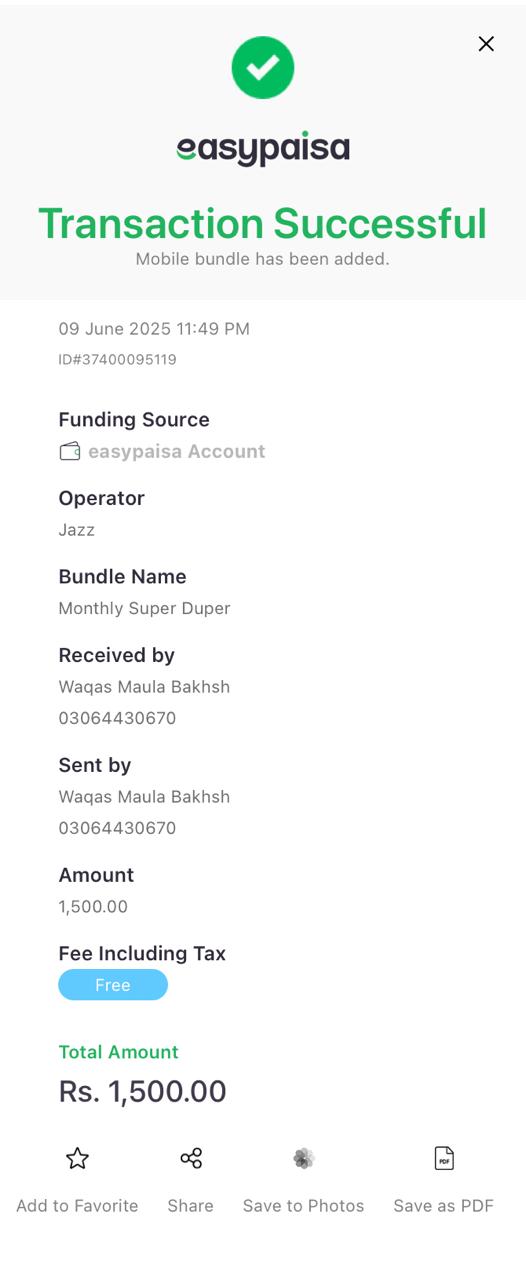 easypaisa
Transaction Successful
Mobile bundle has been added.
09 June 2025 11:49 PM
ID#37400095119
Funding Source
easypaisa Account
Operator
Jazz
Bundle Name
Monthly Super Duper
Received by
Waqas Maula Bakhsh
03064430670
Sent by
Waqas Maula Bakhsh
03064430670
Amount
1,500.00
Fee Including Tax
Free
Total Amount
Rs. 1,500.00
PDF
Add to Favorite Share Save to Photos Save as PDF